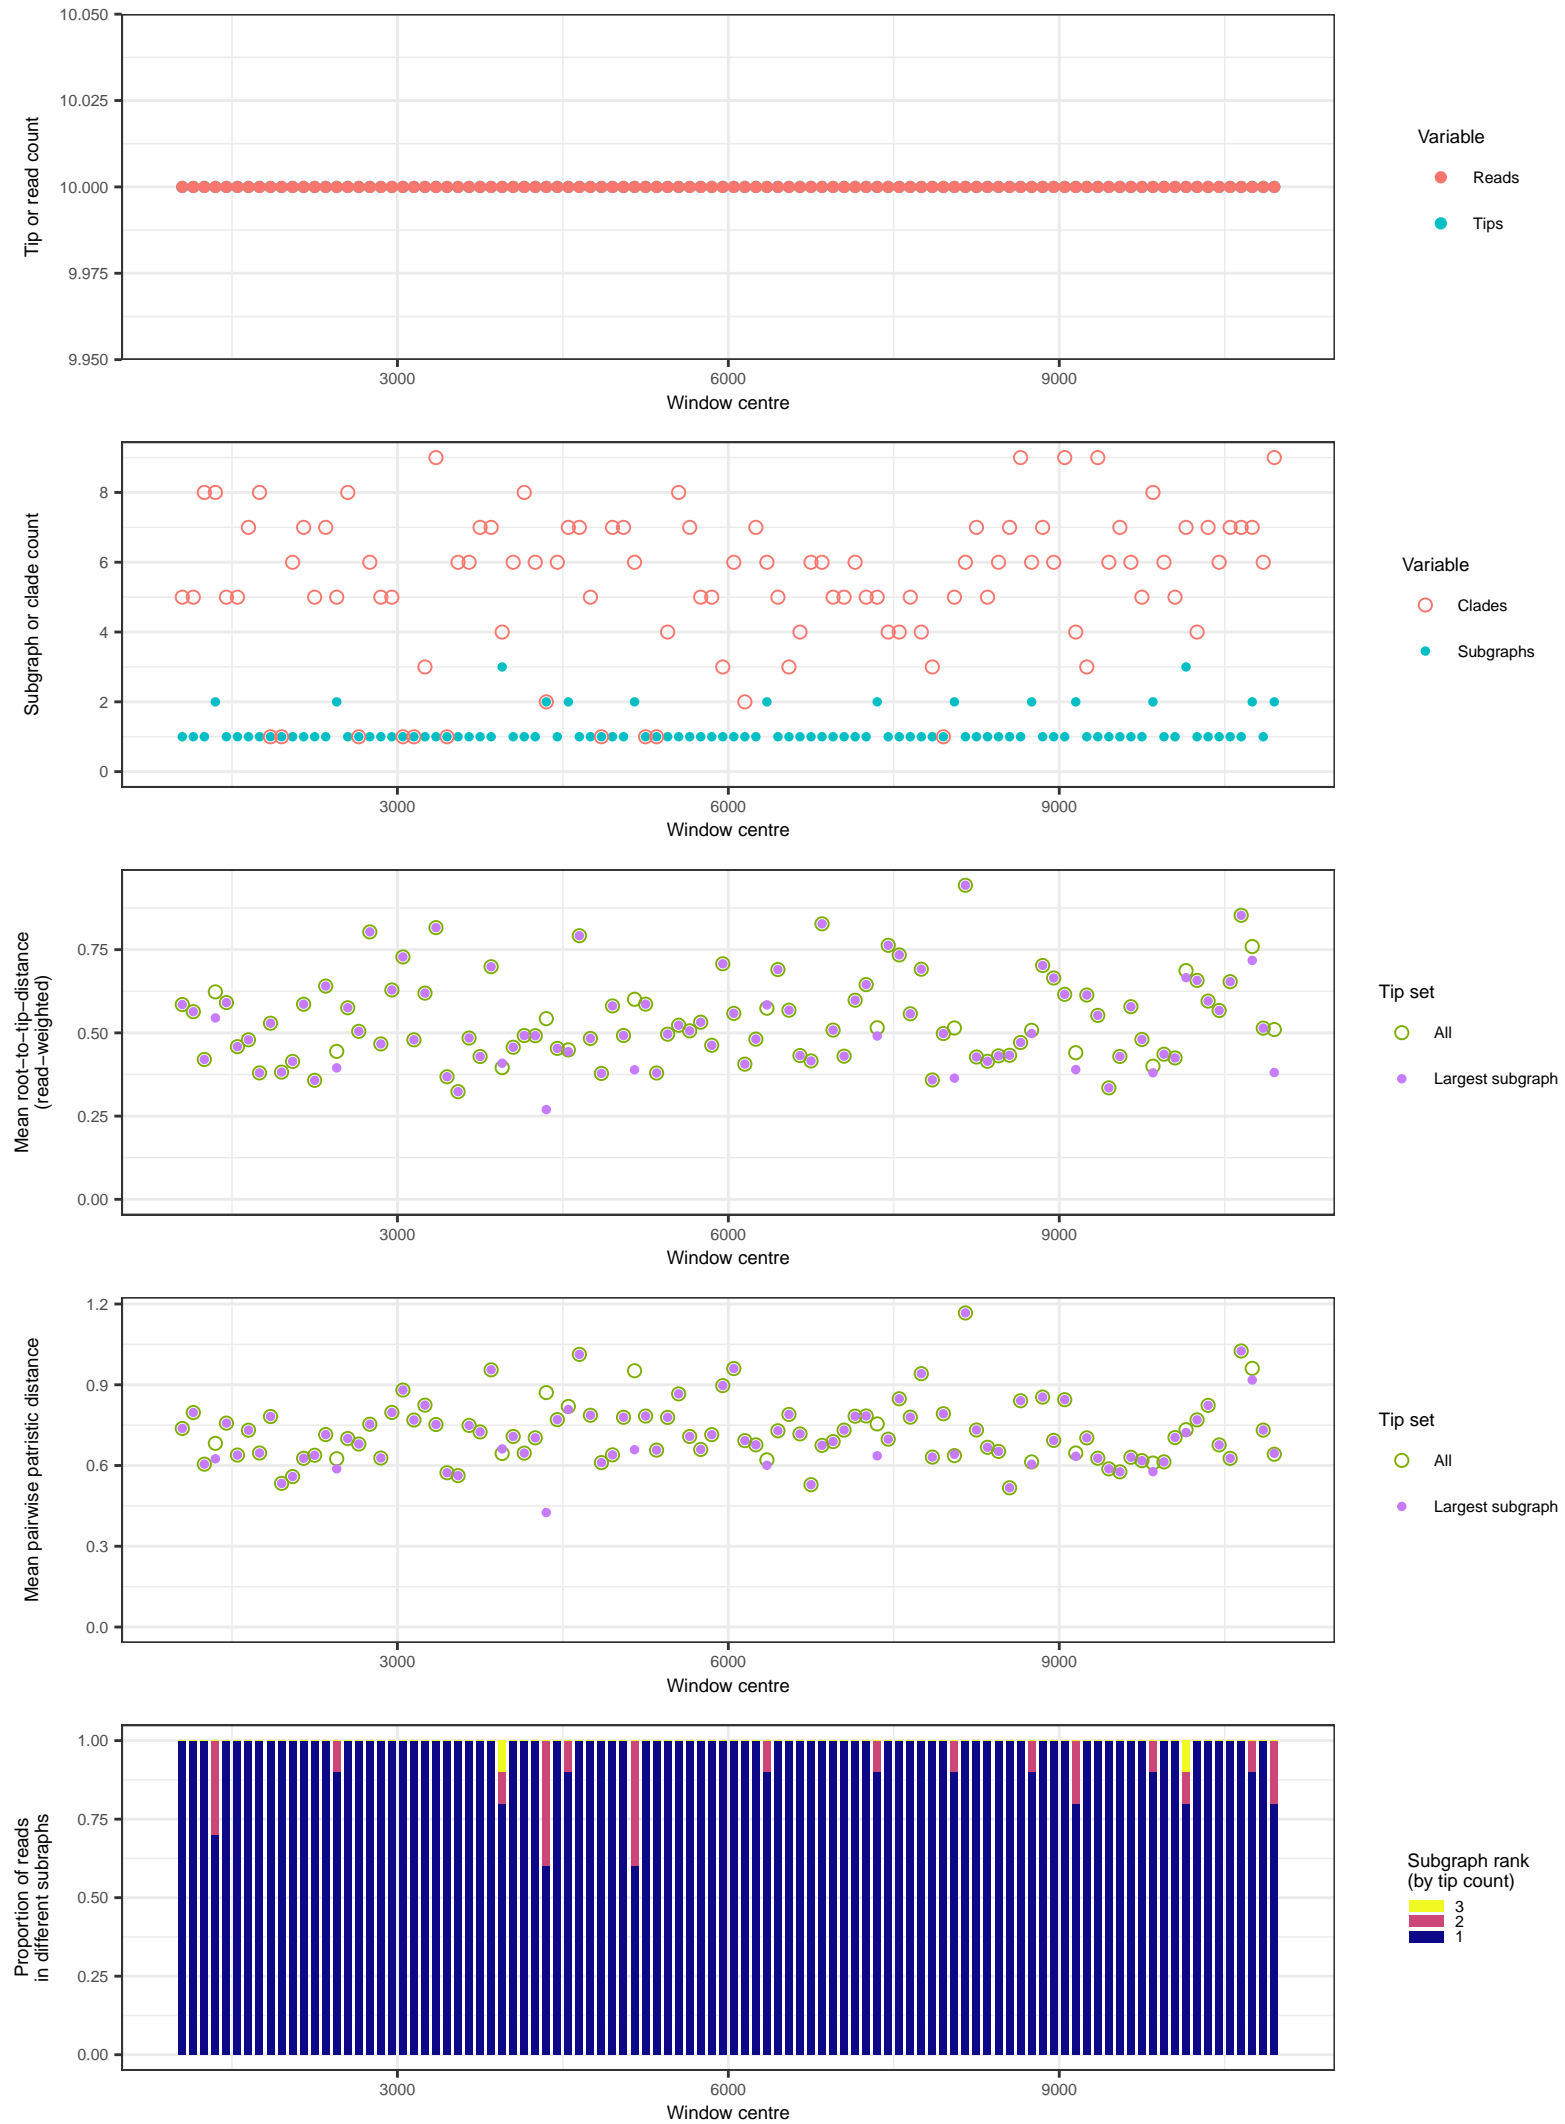 10.050
10.025
10.000
9.975
9.950
Tip or read count
3000
6000
9000
Window centre
Variable
Reads
Tips
8
6
4
2
0
Subgraph or clade count
3000
6000
9000
Window centre
Variable
Clades
Subgraphs
0.75
0.50
0.25
0.00
Mean root−to−tip−distance
(read−weighted)
3000
6000
9000
Window centre
Tip set
All
Largest subgraph
1.2
0.9
0.6
0.3
0.0
Mean pairwise patristic distance
3000
6000
9000
Window centre
Tip set
All
Largest subgraph
1.00
0.75
0.50
0.25
0.00
Proportion of reads
in different subraphs
3000
6000
9000
Window centre
Subgraph rank
(by tip count)
3
2
1